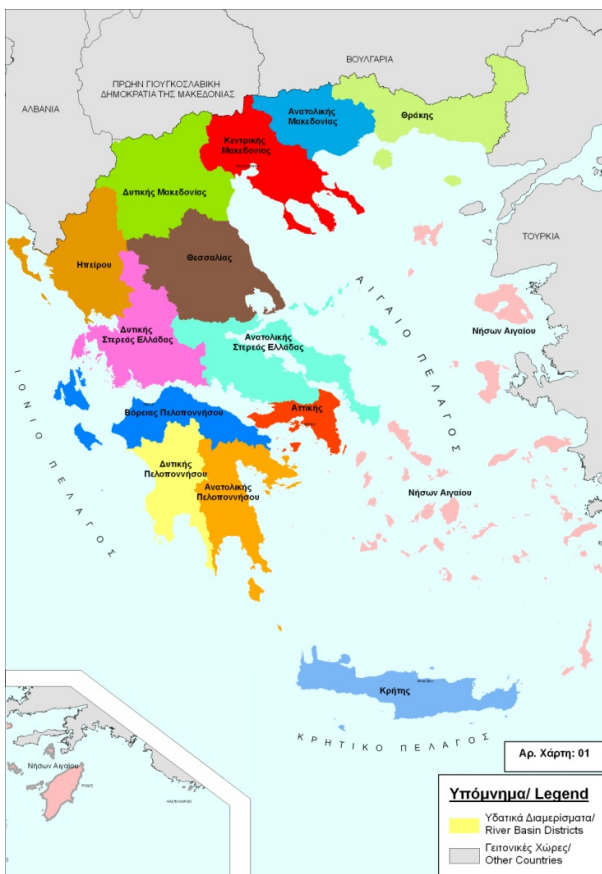 ΒΟΥΛΓΑΡΙΑ
ΠΡΩΗΝ ΓΙΟΥΓΚΟΣΛΑΒΙΚΗ
ΔΗΜΟΚΡΑΤΙΑ ΤΗΣ ΜΑΚΕΔΟΝΙΑΣ
ΑΛΒΑΝΙΑ
Ανατολικής
Μακεδονίας
Θράκης
Κεντρικής
Μακεδονίας
Δυτικής Μακεδονίας
ΤΟΥΡΚΙΑ
Ηπείρου
Θεσσαλίας
ΑΙΓΑΙΟ ΠΕΛΑΓΟΣ
Νήσων Αιγαίου
Δυτικής
Στερεάς Ελλάδας
Ανατολικής
Στερεάς Ελλάδας
ΙΟΝΙΟ ΠΕΛΑΓΟΣ
Βόρειας Πελοποννήσου
Αττικής
Δυτικής
Πελοποννήσου
Ανατολικής
Πελοποννήσου
Νήσων Αιγαίου
Κρήτης
ΚΡΗΤΙΚΟ ΠΕΛΑΓΟΣ
Νήσων Αιγαίου
Αρ. Χάρτη: 01
Υπόμνημα/ Legend
Υδατικά Διαμερίσματα/
River Basin Districts
Γειτονικές Χώρες/
Other Countries